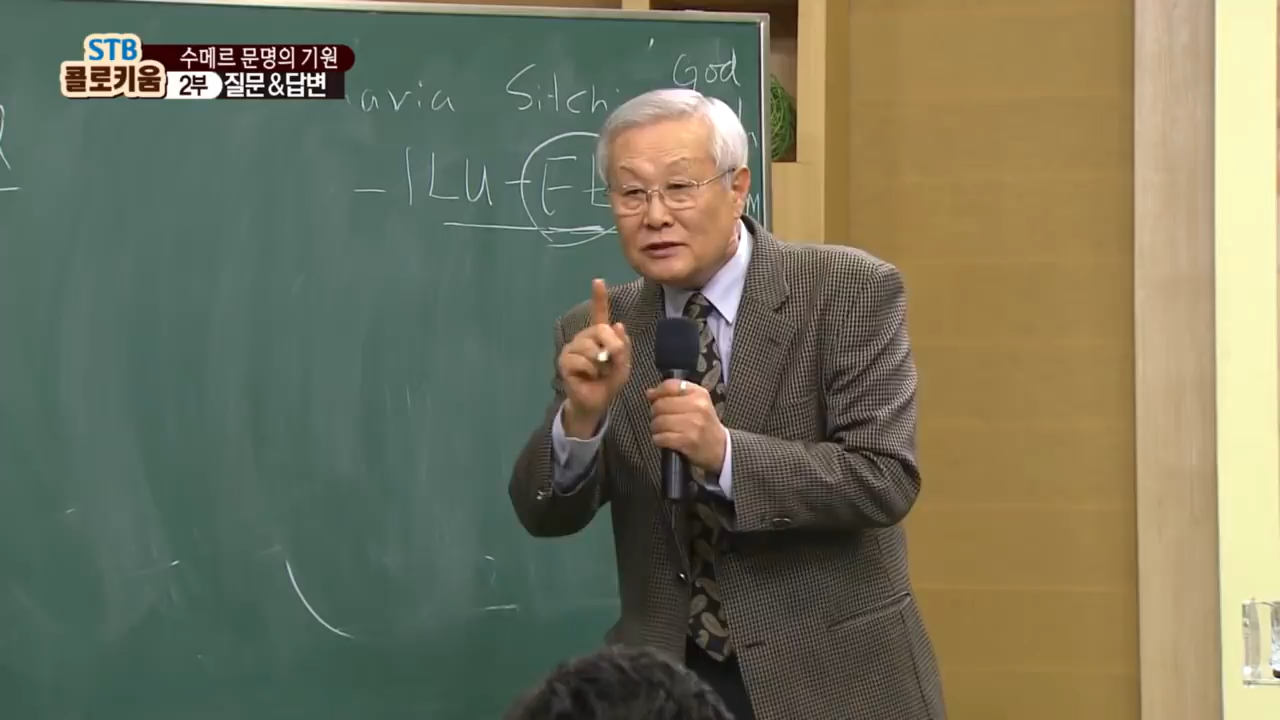 STB
콜로키움
수메르 문명의 기원
2부 질문&답변
God
avia Sitchi
- ILU - EL